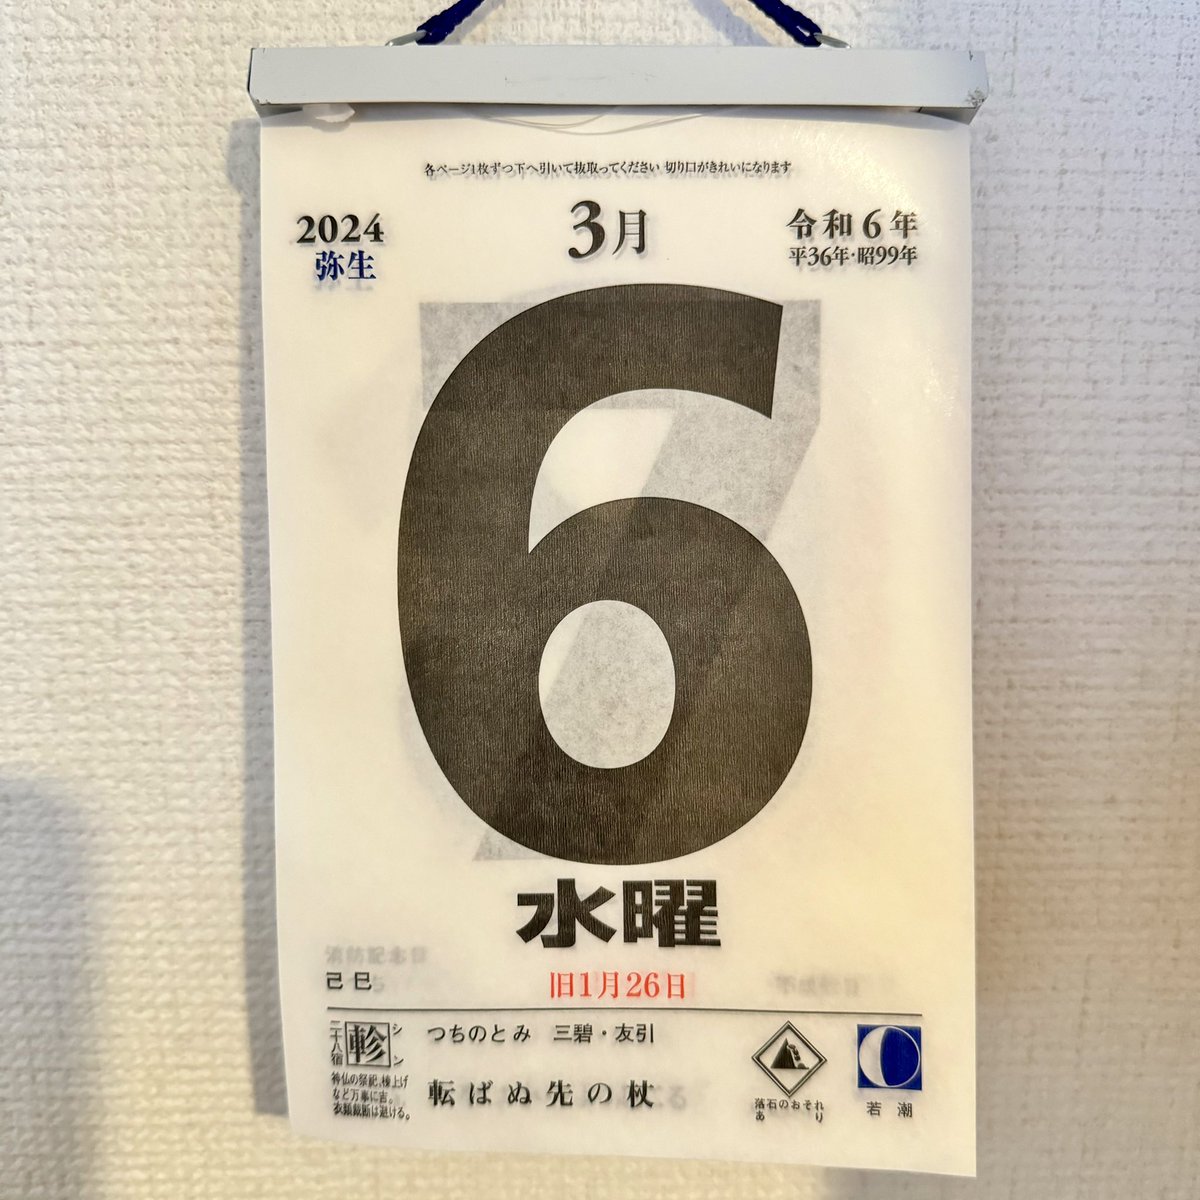 各ページ1枚ずつ下へ引いて抜取ってください 切り口がきれいになります
2024
弥生
3月
令和6年
平36年・昭99年
6
水曜
消防記念日
己巳
旧1月26日
二十八宿
軫
シン
神仏の祭祀、棟上げ
など万事に吉。
衣類裁断は避ける。
つちのとみ 三碧・友引
転ばぬ先の杖
落石のおそれ
あり
若潮